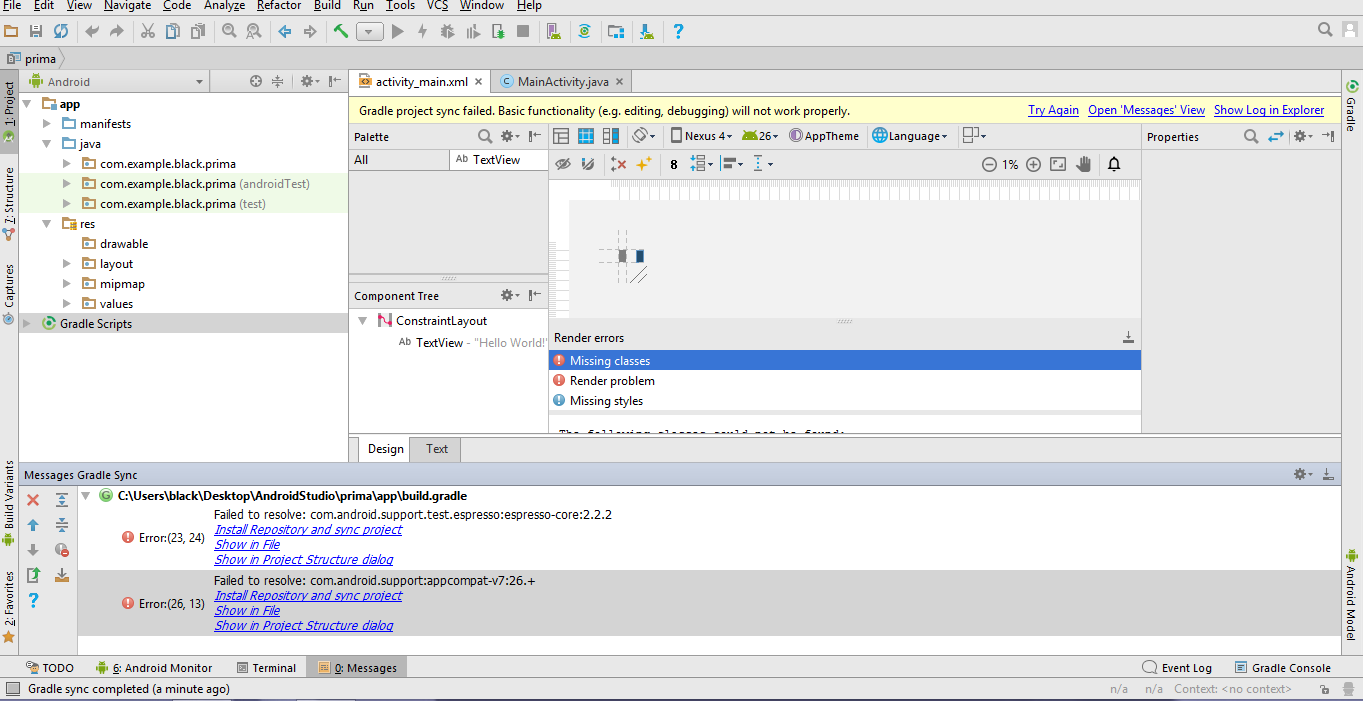 File Edit View Navigate Code Analyze Refactor Build Run Tools VCS Window Help
prima
Android
activity_main.xml
MainActivity.java
1: Project
7: Structure
Captures
Build Variants
2: Favorites
app
manifests
java
com.example.black.prima
com.example.black.prima (androidTest)
com.example.black.prima (test)
res
drawable
layout
mipmap
values
Gradle Scripts
Gradle project sync failed. Basic functionality (e.g. editing, debugging) will not work properly.
Try Again Open 'Messages' View Show Log in Explorer
Palette
All
Ab TextView
Nexus 4 26 AppTheme Language
8
1%
Properties
Component Tree
ConstraintLayout
Ab TextView - "Hello World!"
Render errors
Missing classes
Render problem
Missing styles
The following classes could not be found:
Design Text
Gradle
Android Model
Messages Gradle Sync
C:\Users\black\Desktop\AndroidStudio\prima\app\build.gradle
Error:(23, 24)
Failed to resolve: com.android.support.test.espresso:espresso-core:2.2.2
Install Repository and sync project
Show in File
Show in Project Structure dialog
Error:(26, 13)
Failed to resolve: com.android.support:appcompat-v7:26.+
Install Repository and sync project
Show in File
Show in Project Structure dialog
TODO 6: Android Monitor Terminal 0: Messages Event Log Gradle Console
Gradle sync completed (a minute ago)
n/a n/a Context: <no context>